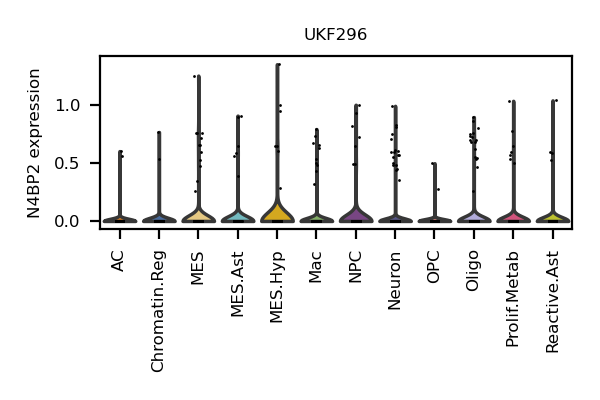 UKF296
N4BP2 expression
1.0
0.5
0.0
AC
Chromatin.Reg
MES
MES.Ast
MES.Hyp
Mac
NPC
Neuron
OPC
Oligo
Prolif.Metab
Reactive.Ast